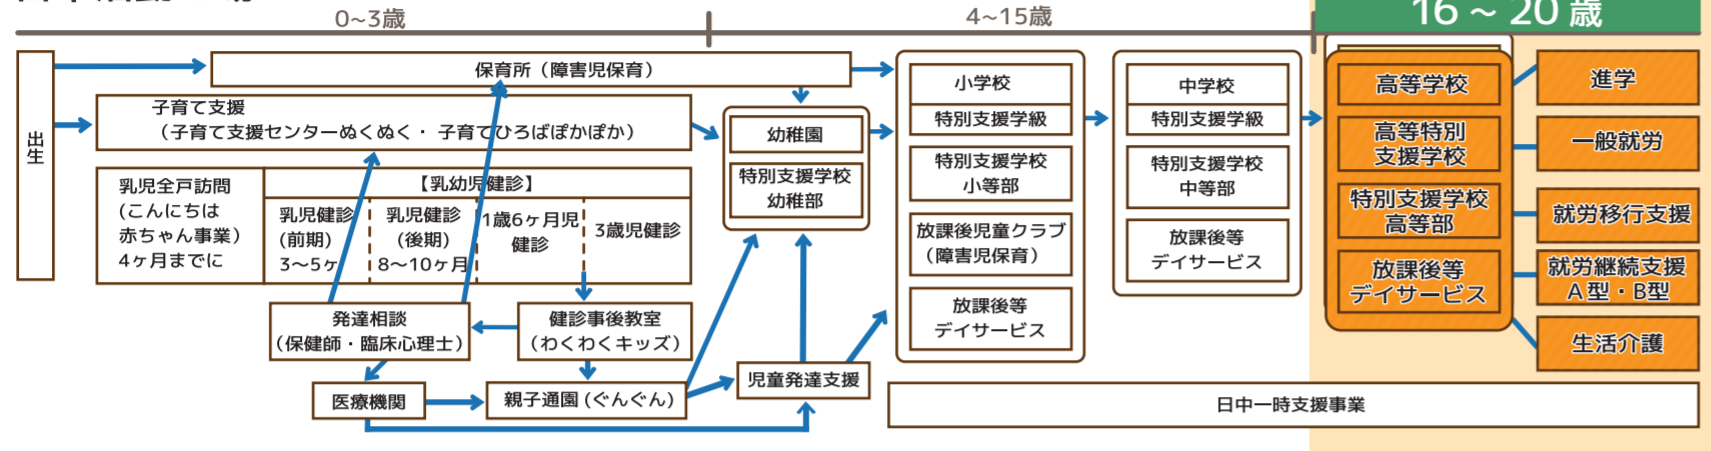 0～3歳
4～15歳
16 ～ 20 歳
出生
保育所（障害児保育）
子育て支援
（子育て支援センターぬくぬく・ 子育てひろばぽかぽか）
乳児全戸訪問
(こんにちは
赤ちゃん事業）
4ヶ月までに
【乳幼児健診】
乳児健診
(前期)
3～5ヶ
乳児健診
(後期)
8～10ヶ月
1歳6ヶ月児
健診
3歳児健診
発達相談
（保健師・臨床心理士）
健診事後教室
（わくわくキッズ）
医療機関
親子通園 (ぐんぐん)
児童発達支援
幼稚園
特別支援学校
幼稚部
小学校
特別支援学級
特別支援学校
小等部
放課後児童クラブ
（障害児保育）
放課後等
デイサービス
中学校
特別支援学級
特別支援学校
中等部
放課後等
デイサービス
高等学校
高等特別
支援学校
特別支援学校
高等部
放課後等
デイサービス
進学
一般就労
就労移行支援
就労継続支援
A型・B型
生活介護
日中一時支援事業